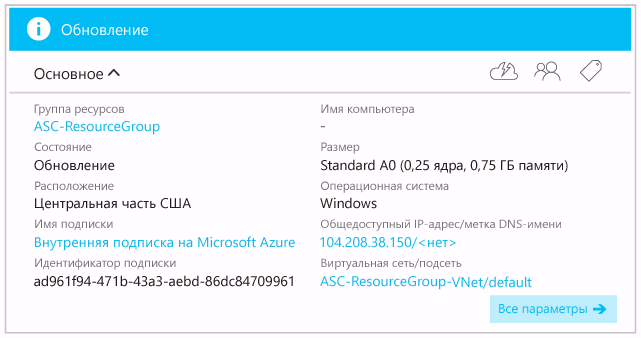 Обновление
Основное
Группа ресурсов
ASC-ResourceGroup
Состояние
Обновление
Расположение
Центральная часть США
Имя подписки
Внутренняя подписка на Microsoft Azure
Идентификатор подписки
ad961f94-471b-43a3-aebd-86dc84709961
Имя компьютера
-
Размер
Standard A0 (0,25 ядра, 0,75 ГБ памяти)
Операционная система
Windows
Общедоступный IP-адрес/метка DNS-имени
104.208.38.150/<нет>
Виртуальная сеть/подсеть
ASC-ResourceGroup-VNet/default
Все параметры